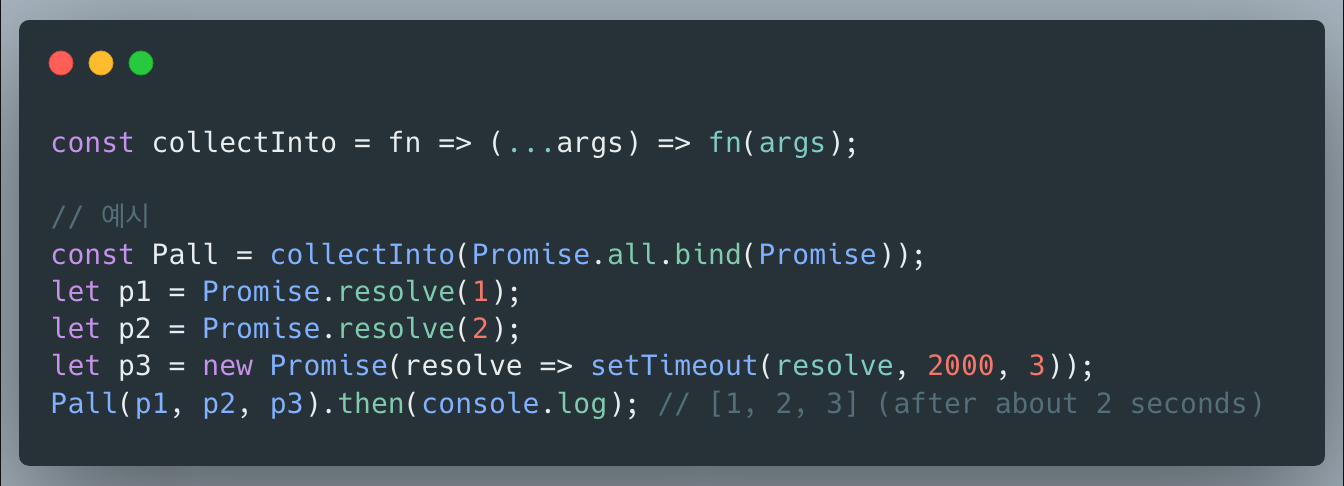 const collectInto = fn => (...args) => fn(args);
// 예시
const Pall = collectInto(Promise.all.bind(Promise));
let p1 = Promise.resolve(1);
let p2 = Promise.resolve(2);
let p3 = new Promise(resolve => setTimeout(resolve, 2000, 3));
Pall(p1, p2, p3).then(console.log); // [1, 2, 3] (after about 2 seconds)